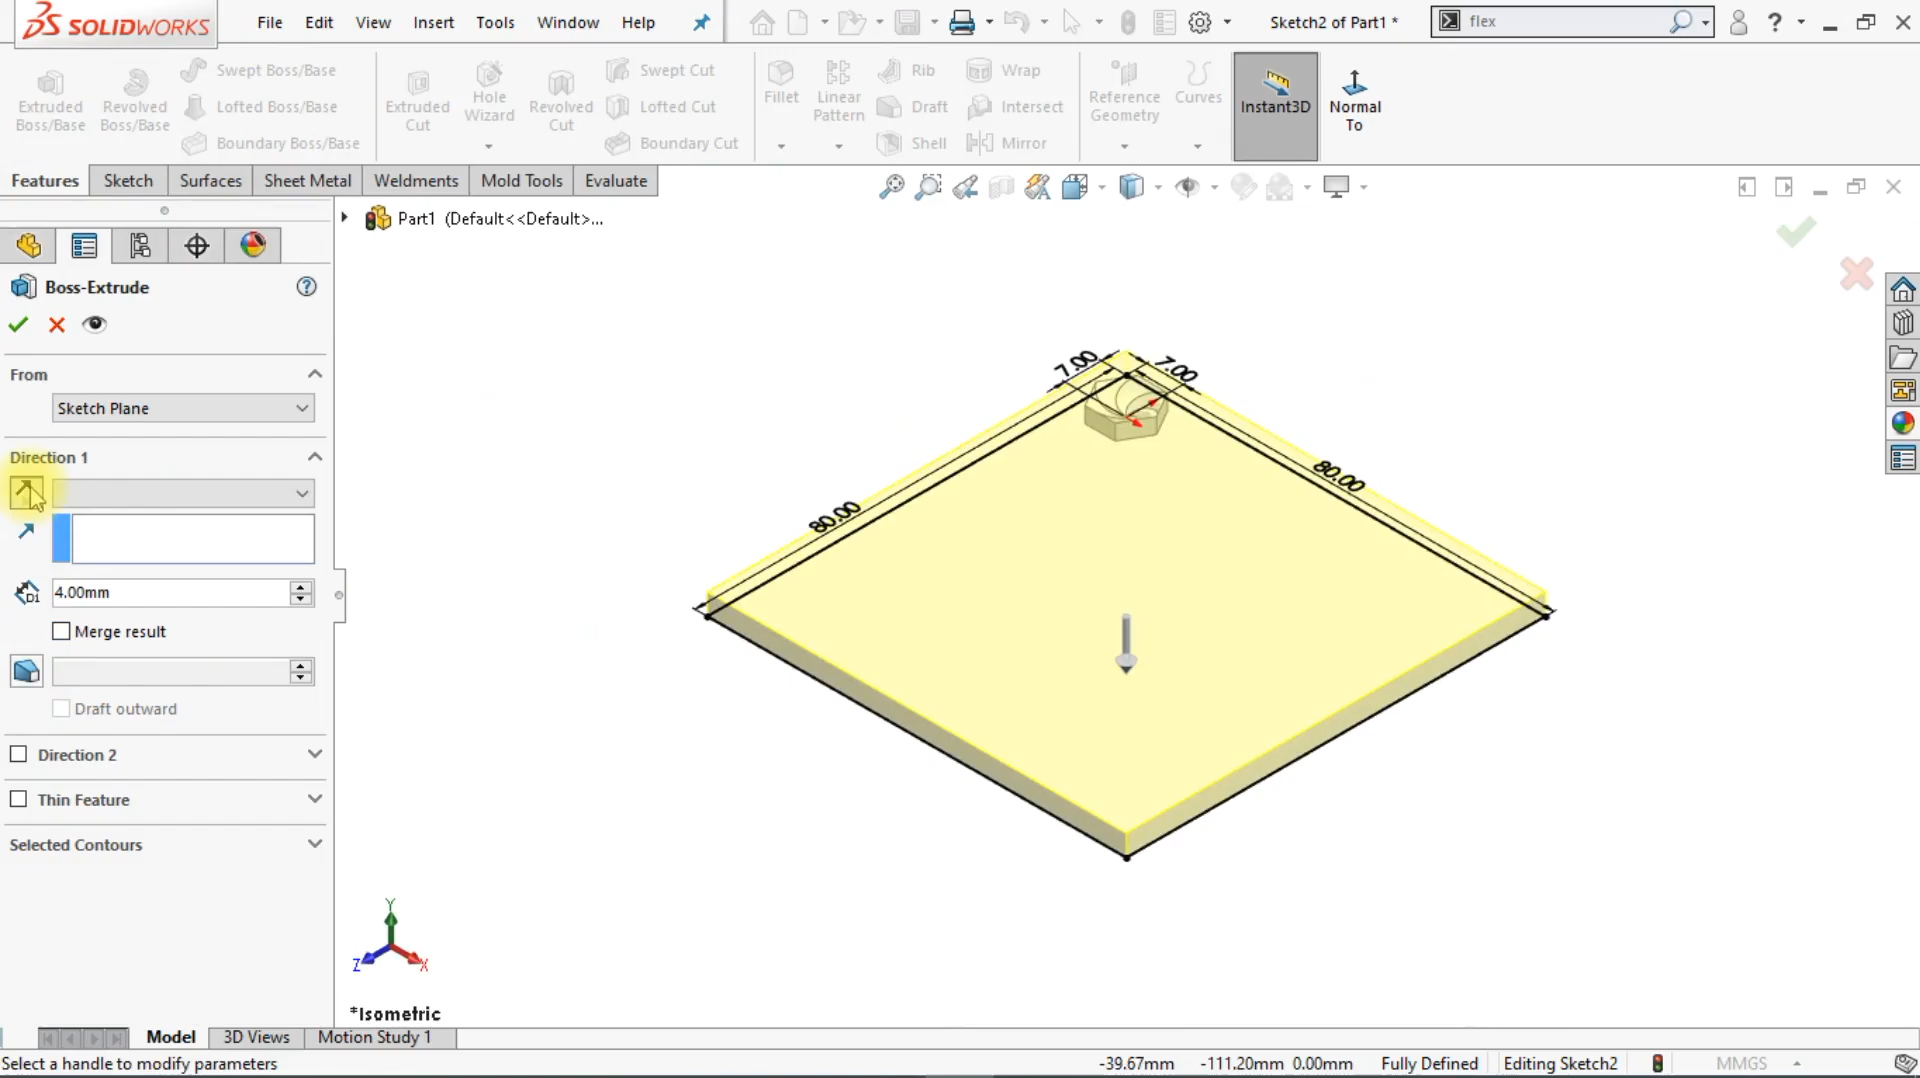 SOLIDWORKS
File Edit View Insert Tools Window Help
Sketch2 of Part1 *
flex
Extruded Boss/Base
Revolved Boss/Base
Swept Boss/Base
Lofted Boss/Base
Boundary Boss/Base
Extruded Cut
Hole Wizard
Revolved Cut
Swept Cut
Lofted Cut
Boundary Cut
Fillet
Linear Pattern
Rib
Draft
Shell
Wrap
Intersect
Mirror
Reference Geometry
Curves
Instant3D
Normal To
Features Sketch Surfaces Sheet Metal Weldments Mold Tools Evaluate
Part1 (Default<<Default>...
Boss-Extrude
From
Sketch Plane
Direction 1
D1
4.00mm
Merge result
Draft outward
Direction 2
Thin Feature
Selected Contours
7.00
7.00
80.00
80.00
Y
Z
X
*Isometric
Model 3D Views Motion Study 1
Select a handle to modify parameters
-39.67mm -111.20mm 0.00mm Fully Defined Editing Sketch2 MMGS